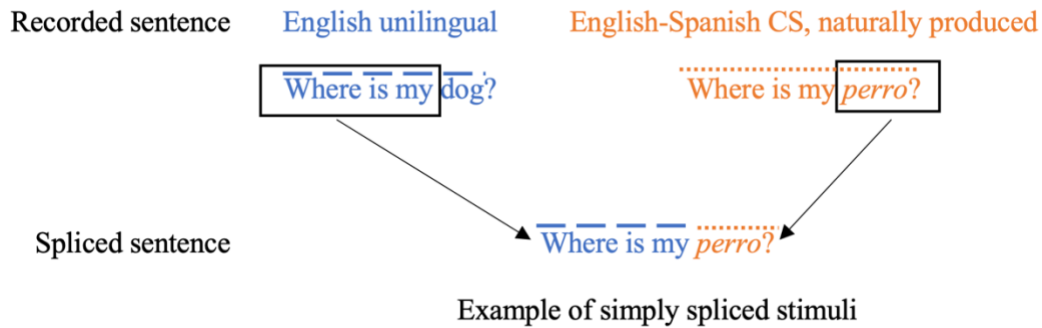 Recorded sentence English unilingual English-Spanish CS, naturally produced
Where is my dog? Where is my perro?
Spliced sentence Where is my perro?
Example of simply spliced stimuli